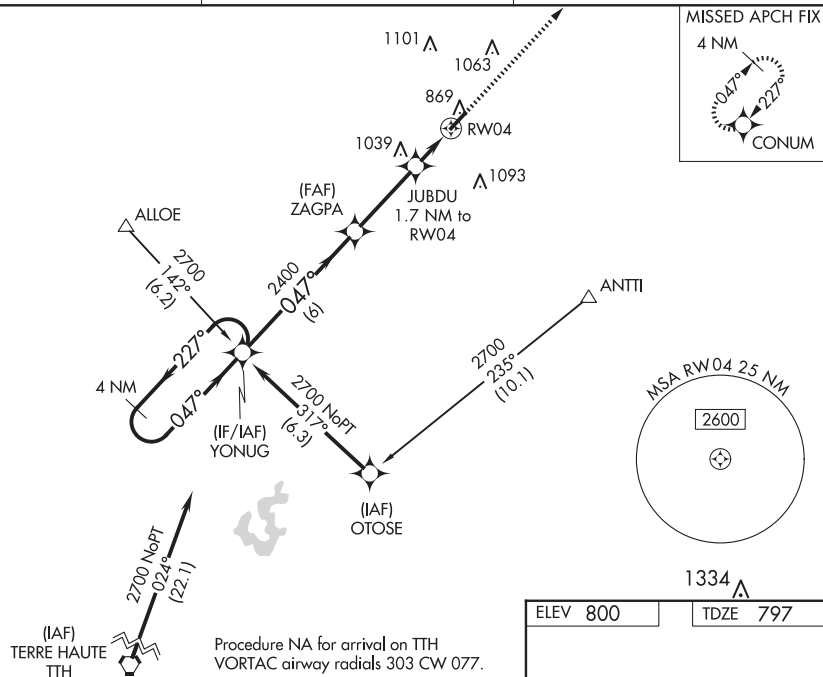 MISSED APCH FIX
4 NM
047°
227°
CONUM
1101
1063
869
RW04
1039
1093
JUBDU
1.7 NM to
RW04
(FAF)
ZAGPA
ALLOE
2700
142°
(6.2)
2400
047°
(6)
ANTTI
2700
235°
(10.1)
227°
047°
4 NM
(IF/IAF)
YONUG
2700 NoPT
317°
(6.3)
(IAF)
OTOSE
MSA RW04 25 NM
2600
2700 NoPT
024°
(22.1)
(IAF)
TERRE HAUTE
TTH
Procedure NA for arrival on TTH
VORTAC airway radials 303 CW 077.
1334
ELEV 800
TDZE 797